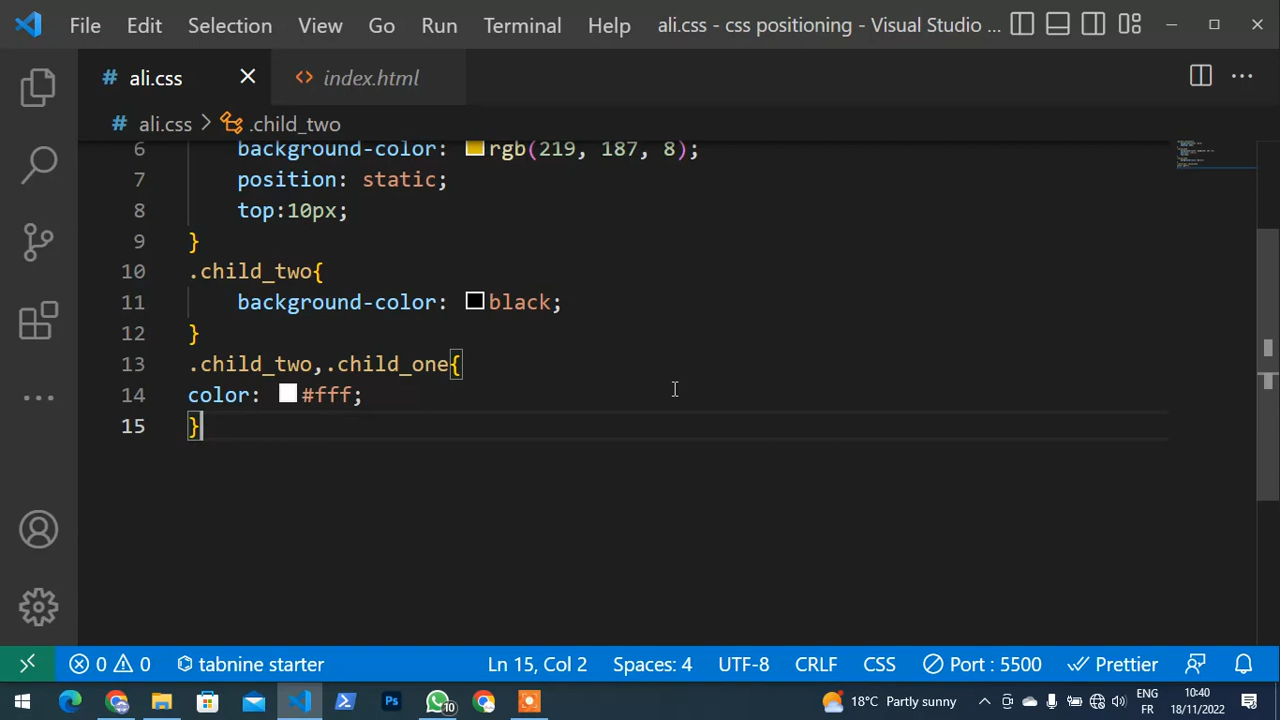 File Edit Selection View Go Run Terminal Help ali.css - css positioning - Visual Studio ...
# ali.css × <> index.html
# ali.css > .child_two
6 background-color: rgb(219, 187, 8);
7 position: static;
8 top:10px;
9 }
10 .child_two{
11 background-color: black;
12 }
13 .child_two,.child_one{
14 color: #fff;
15 }
0 0 tabnine starter Ln 15, Col 2 Spaces: 4 UTF-8 CRLF CSS Port : 5500 Prettier
Ps 10 18°C Partly sunny ENG 10:40
FR 18/11/2022